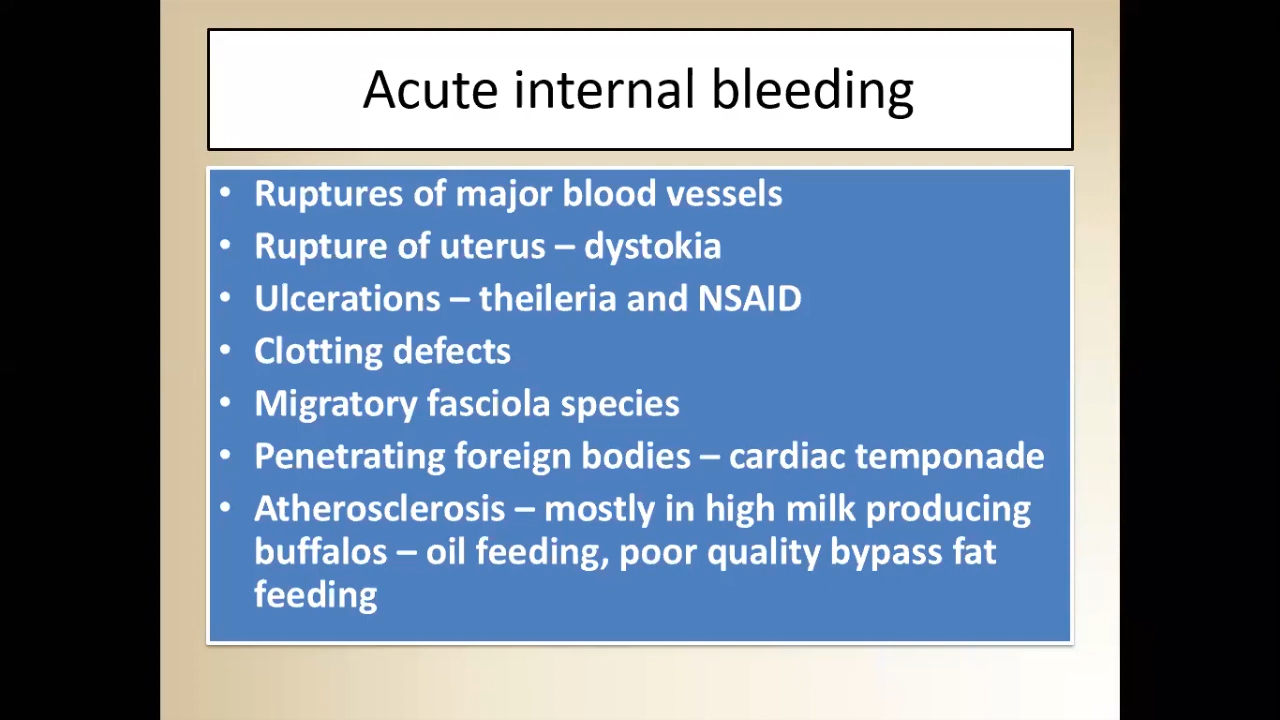 Acute internal bleeding
• Ruptures of major blood vessels
• Rupture of uterus – dystokia
• Ulcerations – theileria and NSAID
• Clotting defects
• Migratory fasciola species
• Penetrating foreign bodies – cardiac temponade
• Atherosclerosis – mostly in high milk producing
buffalos – oil feeding, poor quality bypass fat
feeding